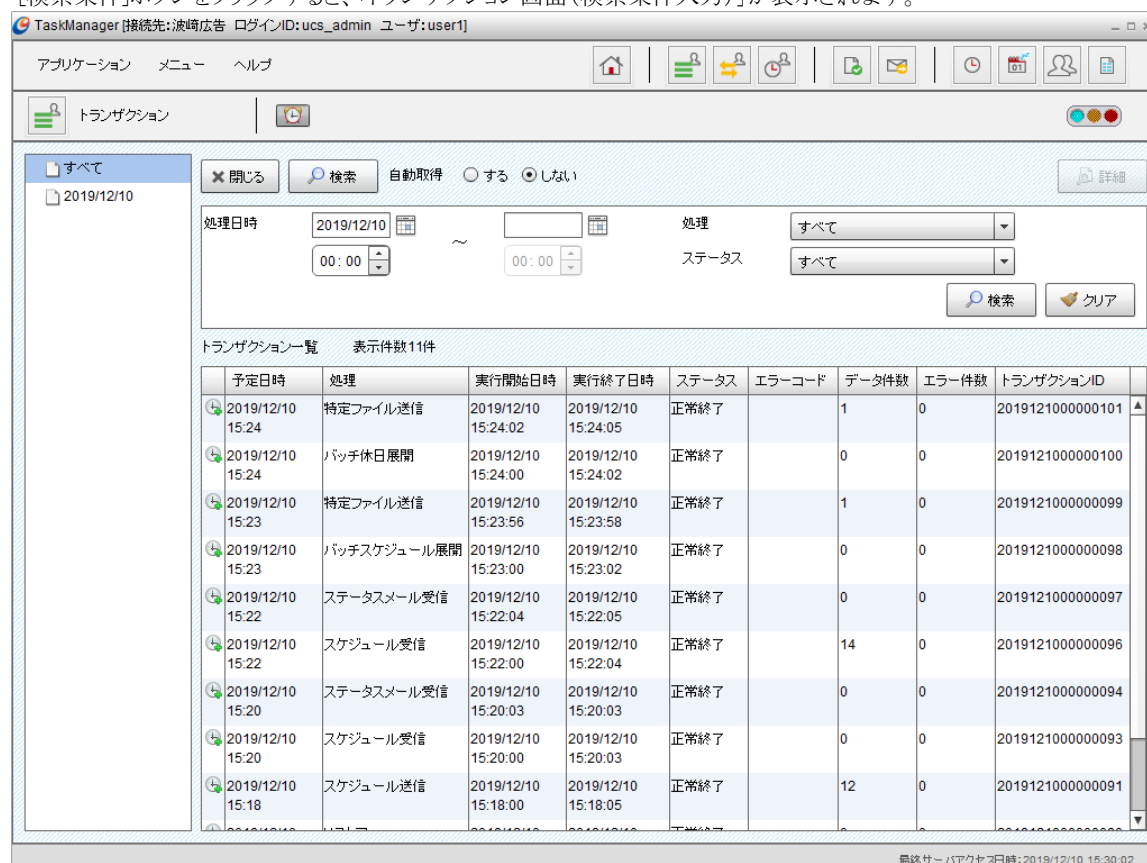 TaskManager [接続先:波﨑広告 ログインID:ucs_admin ユーザ:user1]
アプリケーション メニュー ヘルプ
トランザクション
すべて
2019/12/10
閉じる 検索 自動取得 する しない 詳細
処理日時 2019/12/10 ～ 処理 すべて
00:00 00:00 ステータス すべて
検索 クリア
トランザクション一覧 表示件数11件
予定日時 処理 実行開始日時 実行終了日時 ステータス エラーコード データ件数 エラー件数 トランザクションID
2019/12/10 特定ファイル送信 2019/12/10 2019/12/10 正常終了 1 0 2019121000000101
15:24 15:24:02 15:24:05
2019/12/10 バッチ休日展開 2019/12/10 2019/12/10 正常終了 0 0 2019121000000100
15:24 15:24:00 15:24:02
2019/12/10 特定ファイル送信 2019/12/10 2019/12/10 正常終了 1 0 2019121000000099
15:23 15:23:56 15:23:58
2019/12/10 バッチスケジュール展開 2019/12/10 2019/12/10 正常終了 0 0 2019121000000098
15:23 15:23:00 15:23:02
2019/12/10 ステータスメール受信 2019/12/10 2019/12/10 正常終了 0 0 2019121000000097
15:22 15:22:04 15:22:05
2019/12/10 スケジュール受信 2019/12/10 2019/12/10 正常終了 14 0 2019121000000096
15:22 15:22:00 15:22:04
2019/12/10 ステータスメール受信 2019/12/10 2019/12/10 正常終了 0 0 2019121000000094
15:20 15:20:03 15:20:03
2019/12/10 スケジュール受信 2019/12/10 2019/12/10 正常終了 0 0 2019121000000093
15:20 15:20:00 15:20:03
2019/12/10 スケジュール送信 2019/12/10 2019/12/10 正常終了 12 0 2019121000000091
15:18 15:18:00 15:18:05
最終サーバアクセス日時:2019/12/10 15:30:02